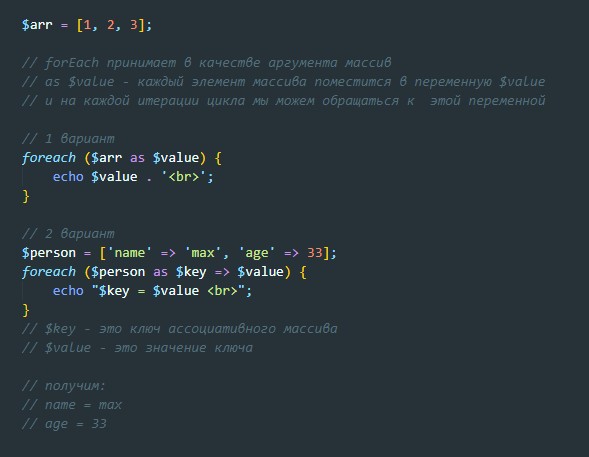 $arr = [1, 2, 3];
// forEach принимает в качестве аргумента массив
// as $value - каждый элемент массива поместится в переменную $value
// и на каждой итерации цикла мы можем обращаться к  этой переменной
// 1 вариант
foreach ($arr as $value) {
    echo $value . '<br>';
}
// 2 вариант
$person = ['name' => 'max', 'age' => 33];
foreach ($person as $key => $value) {
    echo "$key = $value <br>";
}
// $key - это ключ ассоциативного массива
// $value - это значение ключа
// получим:
// name = max
// age = 33